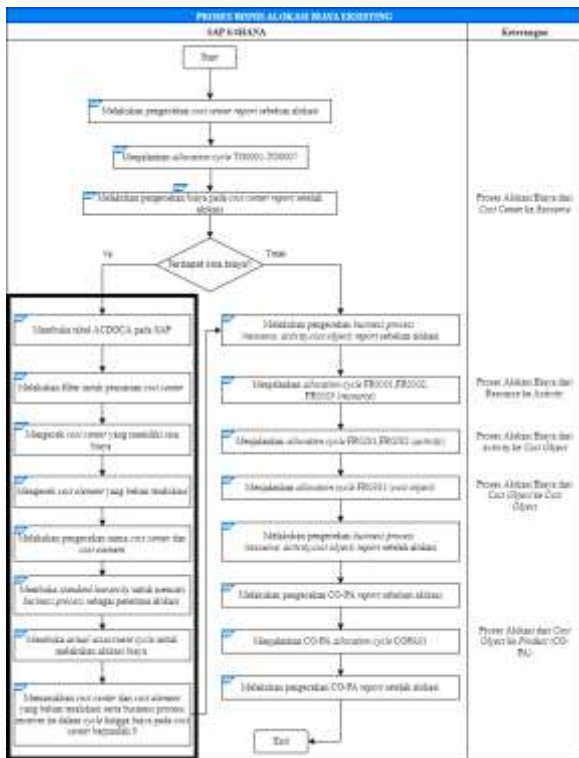 PROSES BISNIS ALOKASI BIAYA EKSISTING
SAP S/4HANA
Keterangan
Start
Melakukan pengecekan cost center report sebelum alokasi
Menjalankan allocation cycle
Melakukan pengecekan biaya pada cost center report setelah
alokasi
Proses Alokasi Biaya dari
Cost Center ke Resource
Terdapat sisa biaya?
Ya
Tidak
Membuka tabel ACDOCA pada SAP
Melakukan filter untuk pencarian cost center
Mengecek cost center yang memiliki sisa
biaya
Mengecek cost element yang belum teralokasi
Melakukan pengecekan nama cost center dan
cost element
Membuka standard hierarchy untuk mencari
business process sebagai penerima alokasi
Membuka actual assessment cycle untuk
melakukan alokasi biaya
Memasukkan cost center dan cost element
yang belum teralokasi serta business process
receiver ke dalam cycle hingga biaya pada cost
center berjumlah 0
Melakukan pengecekan business process
(resource, activity, cost object) report sebelum alokasi
Menjalankan allocation cycle
(resource)
Proses Alokasi Biaya dari
Resource ke Activity
Menjalankan allocation cycle (activity)
Proses Alokasi Biaya dari
Activity ke Cost Object
Menjalankan allocation cycle (cost object)
Proses Alokasi Biaya dari
Cost Object ke Cost
Object
Melakukan pengecekan business process
(resource, activity, cost object) report setelah alokasi
Melakukan pengecekan CO-PA report sebelum alokasi
Menjalankan CO-PA allocation cycle
Proses Alokasi dari Cost
Object ke Product (CO-
PA)
Melakukan pengecekan CO-PA report setelah alokasi
End